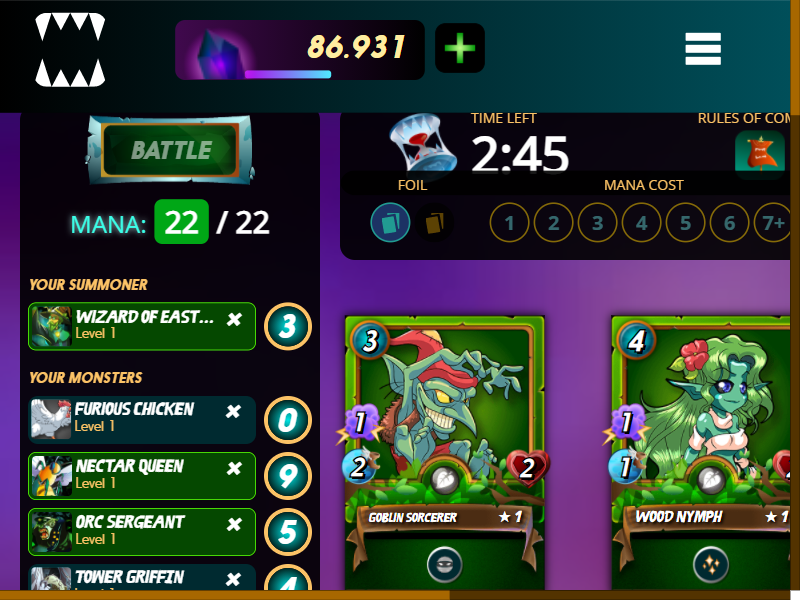 86.931
BATTLE
TIME LEFT
RULES OF COM
2:45
FOIL
MANA COST
MANA: 22 / 22
1 2 3 4 5 6 7+
YOUR SUMMONER
WIZARD OF EAST...
Level 1
3
YOUR MONSTERS
FURIOUS CHICKEN
Level 1
0
NECTAR QUEEN
Level 1
9
ORC SERGEANT
Level 1
5
TOWER GRIFFIN
4
3
1
2
2
GOBLIN SORCERER ★ 1
4
1
1
WOOD NYMPH ★ 1